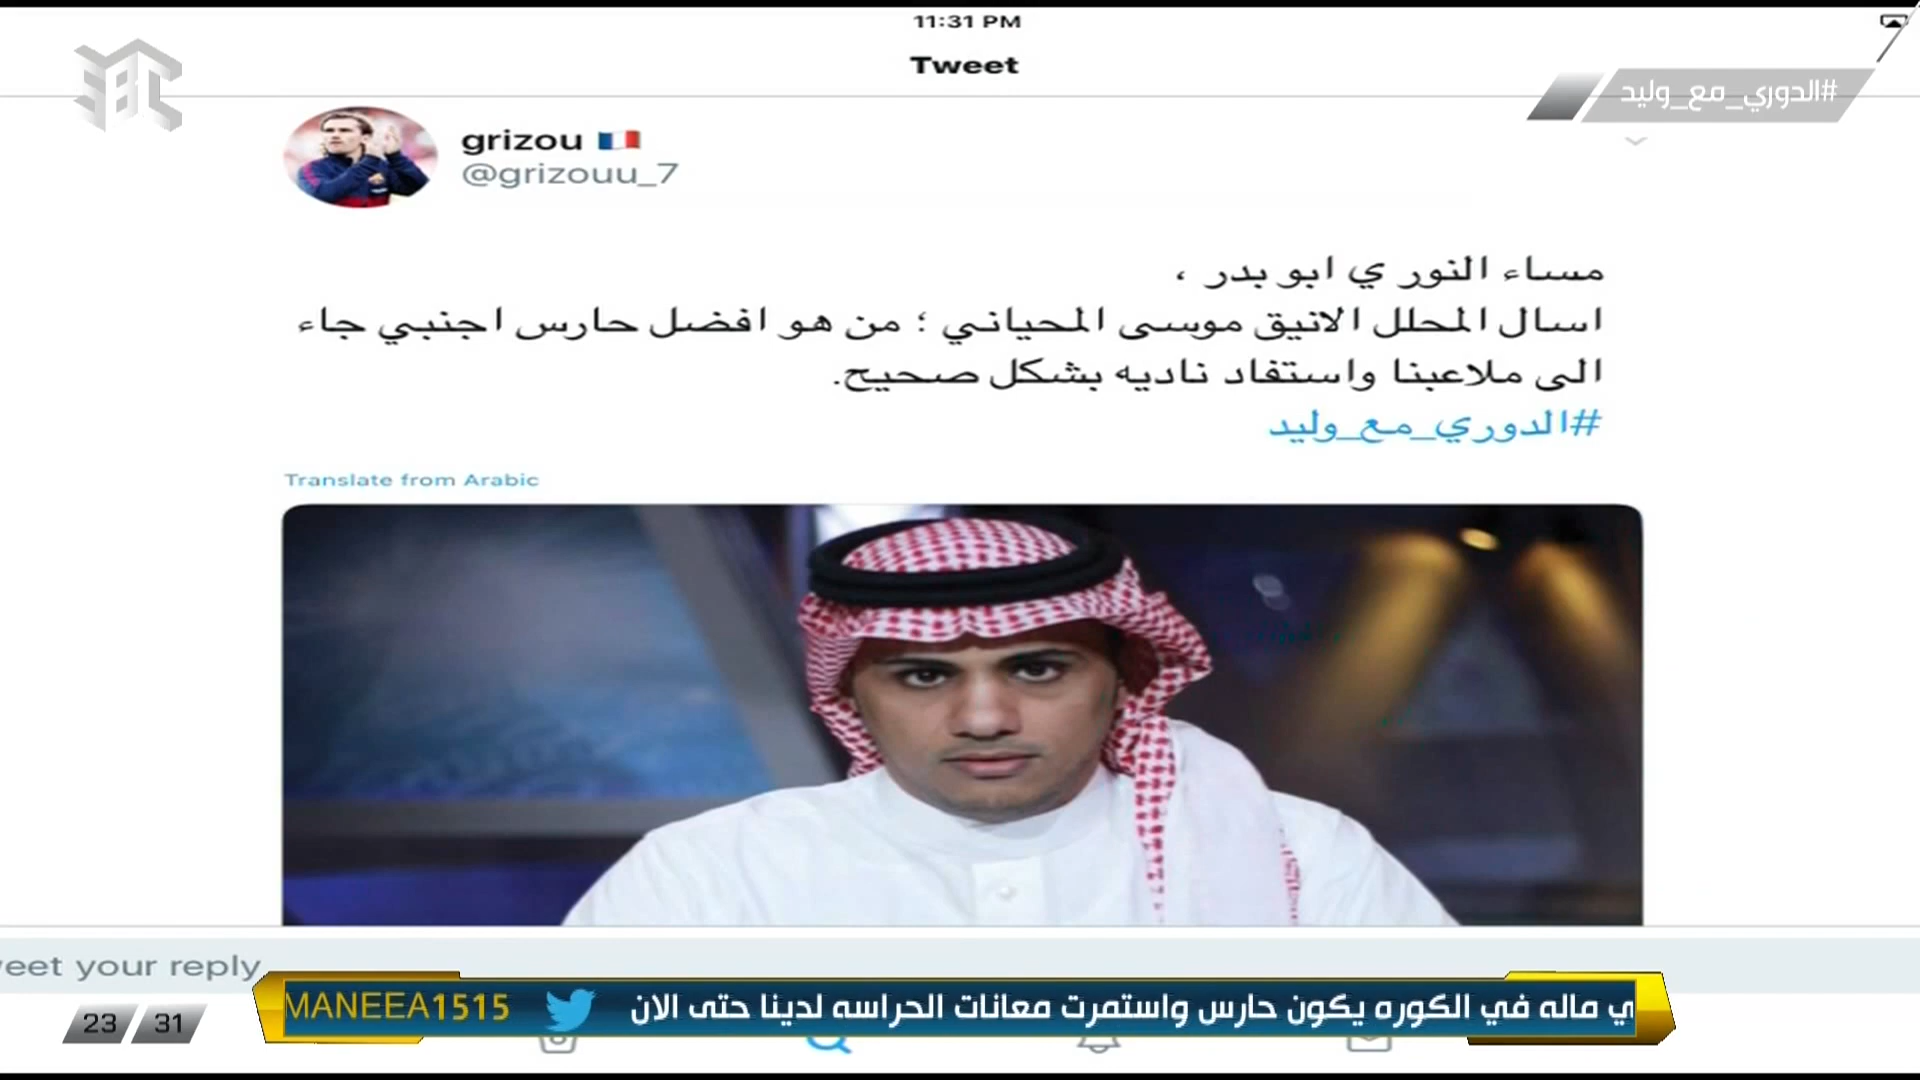 11:31 PM
Tweet
SBC
#الدوري_مع_وليد
grizou 🇫🇷
@grizouu_7
مساء النور ي ابو بدر ،
اسال المحلل الانيق موسى المحياني ؛ من هو افضل حارس اجنبي جاء
الى ملاعبنا واستفاد ناديه بشكل صحيح.
#الدوري_مع_وليد
Translate from Arabic
eet your reply
23 31
ي ماله في الكوره يكون حارس واستمرت معانات الحراسه لدينا حتى الان
MANEEA1515